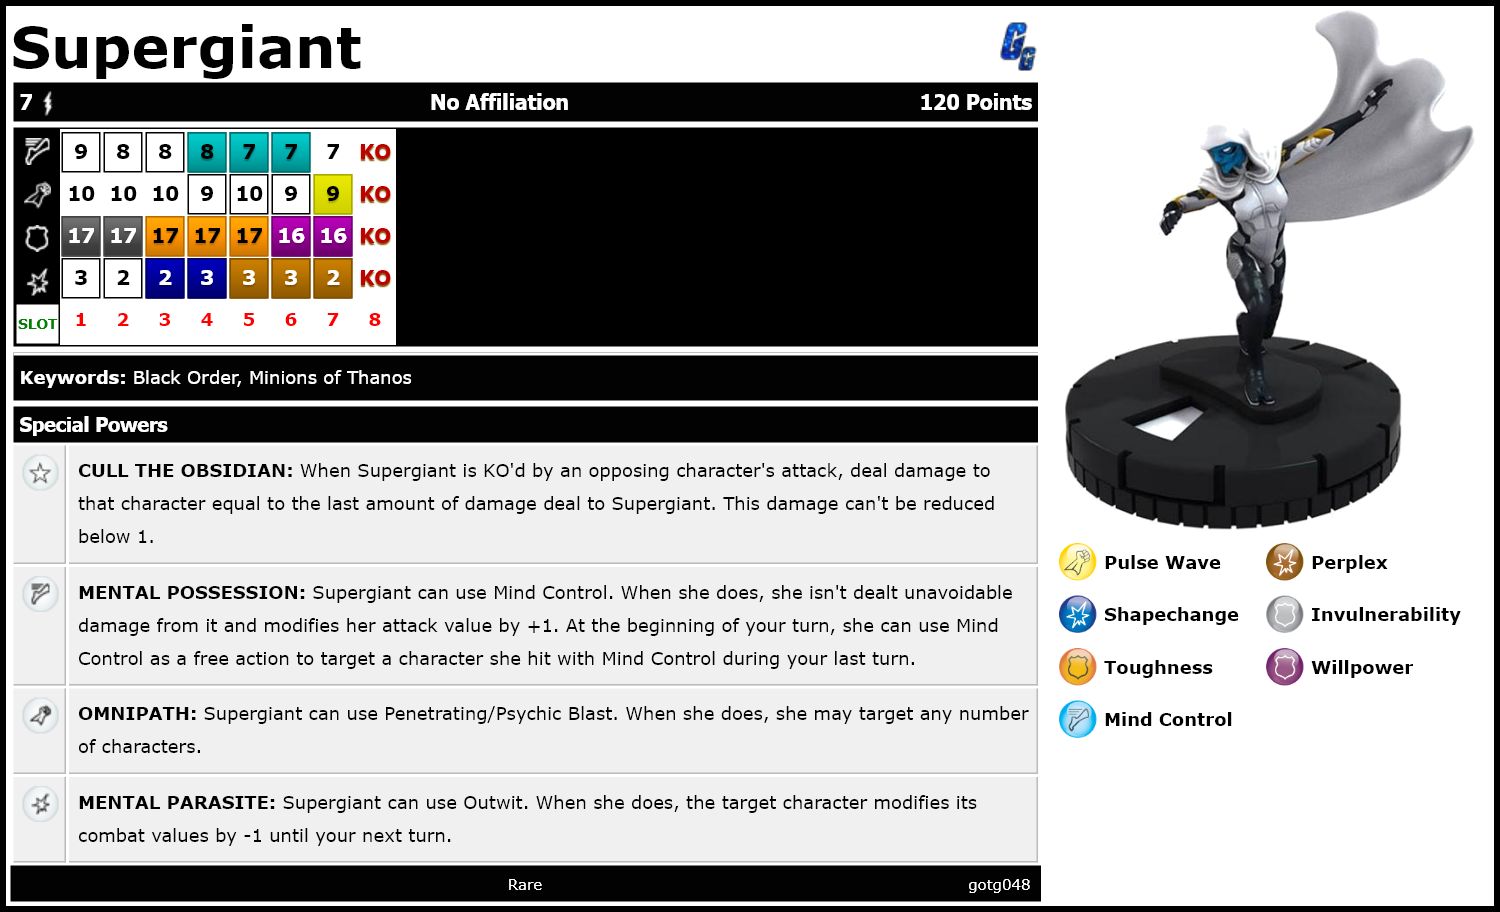 Supergiant
GG
7 No Affiliation 120 Points
9 8 8 8 7 7 7 KO
10 10 10 9 10 9 9 KO
17 17 17 17 17 16 16 KO
3 2 2 3 3 3 2 KO
SLOT 1 2 3 4 5 6 7 8
Keywords: Black Order, Minions of Thanos
Special Powers
CULL THE OBSIDIAN: When Supergiant is KO'd by an opposing character's attack, deal damage to
that character equal to the last amount of damage deal to Supergiant. This damage can't be reduced
below 1.
MENTAL POSSESSION: Supergiant can use Mind Control. When she does, she isn't dealt unavoidable
damage from it and modifies her attack value by +1. At the beginning of your turn, she can use Mind
Control as a free action to target a character she hit with Mind Control during your last turn.
OMNIPATH: Supergiant can use Penetrating/Psychic Blast. When she does, she may target any number
of characters.
MENTAL PARASITE: Supergiant can use Outwit. When she does, the target character modifies its
combat values by -1 until your next turn.
Rare gotg048
Pulse Wave Perplex
Shapechange Invulnerability
Toughness Willpower
Mind Control